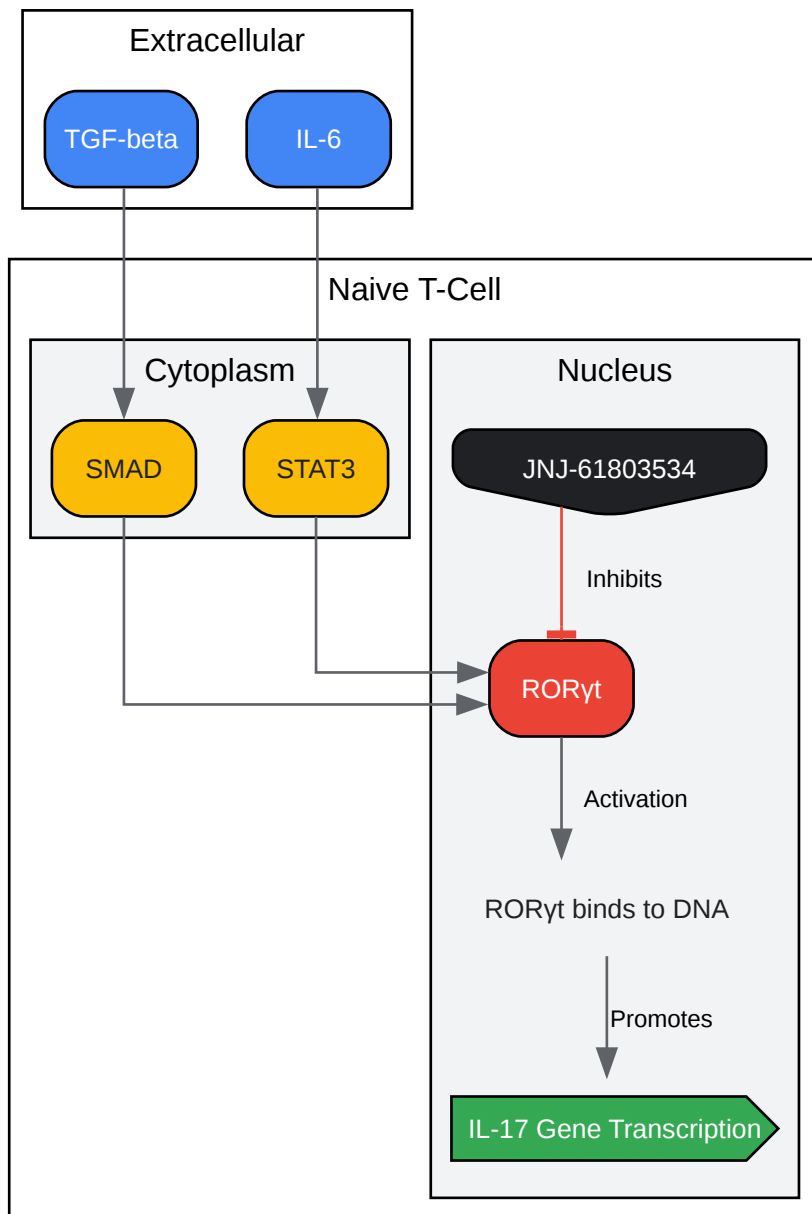 Extracellular
TGF-beta
IL-6
Naive T-Cell
Cytoplasm
Nucleus
SMAD
STAT3
JNJ-61803534
Inhibits
RORγt
Activation
RORγt binds to DNA
Promotes
IL-17 Gene Transcription